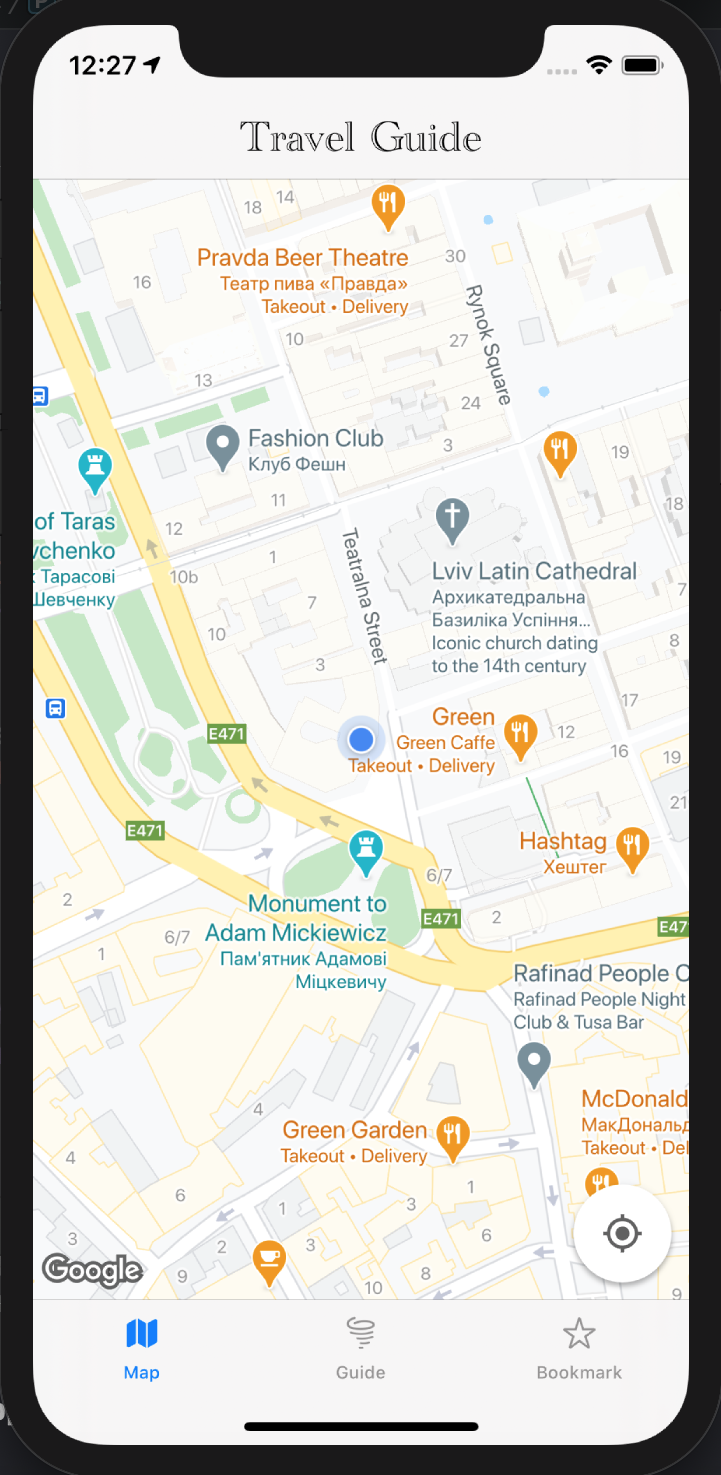 12:27
Travel Guide
18
14
Pravda Beer Theatre
Театр пива «Правда»
Takeout • Delivery
30
16
Rynok Square
10
27
13
24
Fashion Club
Клуб Фешн
3
19
11
18
of Taras
vchenko
Тарасові
Шевченку
12
10b
1
Teatralna Street
Lviv Latin Cathedral
Архикатедральна
Базиліка Успіння...
Iconic church dating
to the 14th century
7
7
10
3
8
17
E471
Green
Green Caffe
Takeout • Delivery
12
16
19
21
E471
Hashtag
Хештег
6/7
2
Monument to
Adam Mickiewicz
Пам'ятник Адамові
Міцкевичу
E471
2
E47
6/7
1
Rafinad People C
Rafinad People Night
Club & Tusa Bar
McDonald
МакДональд
Takeout • Del
4
Green Garden
Takeout • Delivery
4
6
1
3
1
3
2
3
6
Google
9
10
8
9
Map
Guide
Bookmark